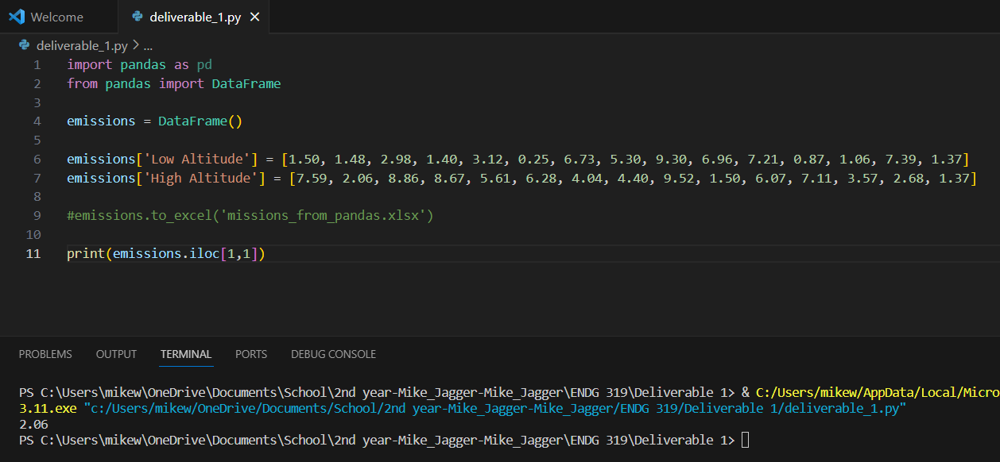 Welcome
deliverable_1.py
deliverable_1.py > ...
1 import pandas as pd
2 from pandas import DataFrame
3
4 emissions = DataFrame()
5
6 emissions['Low Altitude'] = [1.50, 1.48, 2.98, 1.40, 3.12, 0.25, 6.73, 5.30, 9.30, 6.96, 7.21, 0.87, 1.06, 7.39, 1.37]
7 emissions['High Altitude'] = [7.59, 2.06, 8.86, 8.67, 5.61, 6.28, 4.04, 4.40, 9.52, 1.50, 6.07, 7.11, 3.57, 2.68, 1.37]
8
9 #emissions.to_excel('missions_from_pandas.xlsx')
10
11 print(emissions.iloc[1,1])
PROBLEMS OUTPUT TERMINAL PORTS DEBUG CONSOLE
PS C:\Users\mikew\OneDrive\Documents\School\2nd year-Mike_Jagger-Mike_Jagger\ENDG 319\Deliverable 1> & C:/Users/mikew/AppData/Local/Micro
3.11.exe "c:/Users/mikew/OneDrive/Documents/School/2nd year-Mike_Jagger-Mike_Jagger/ENDG 319/Deliverable 1/deliverable_1.py"
2.06
PS C:\Users\mikew\OneDrive\Documents\School\2nd year-Mike_Jagger-Mike_Jagger\ENDG 319\Deliverable 1>